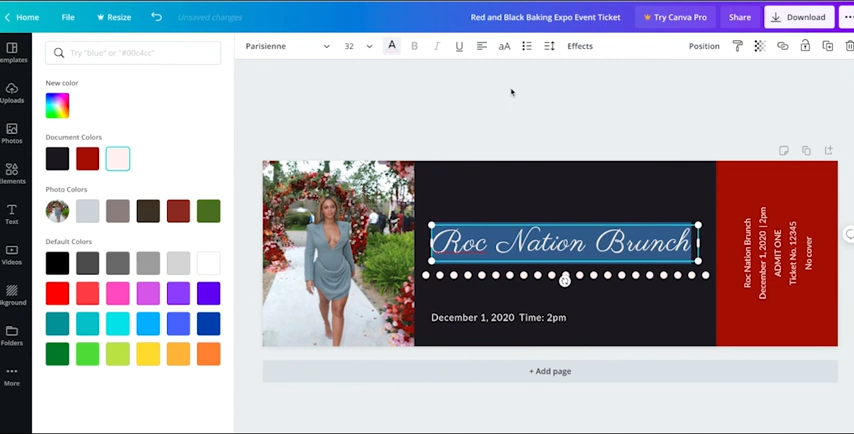 Home File Resize Unsaved changes Red and Black Baking Expo Event Ticket Try Canva Pro Share Download
Parisienne 32 A B I U aA Effects Position
Try "blue" or "#00c4cc"
emplates
New color
Uploads
Document Colors
Photos
Elements
Photo Colors
Text
Default Colors
Videos
kground
Folders
More
Roc Nation Brunch
December 1, 2020 Time: 2pm
Roc Nation Brunch
December 1, 2020 | 2pm
ADMIT ONE
Ticket No. 12345
No cover
+ Add page